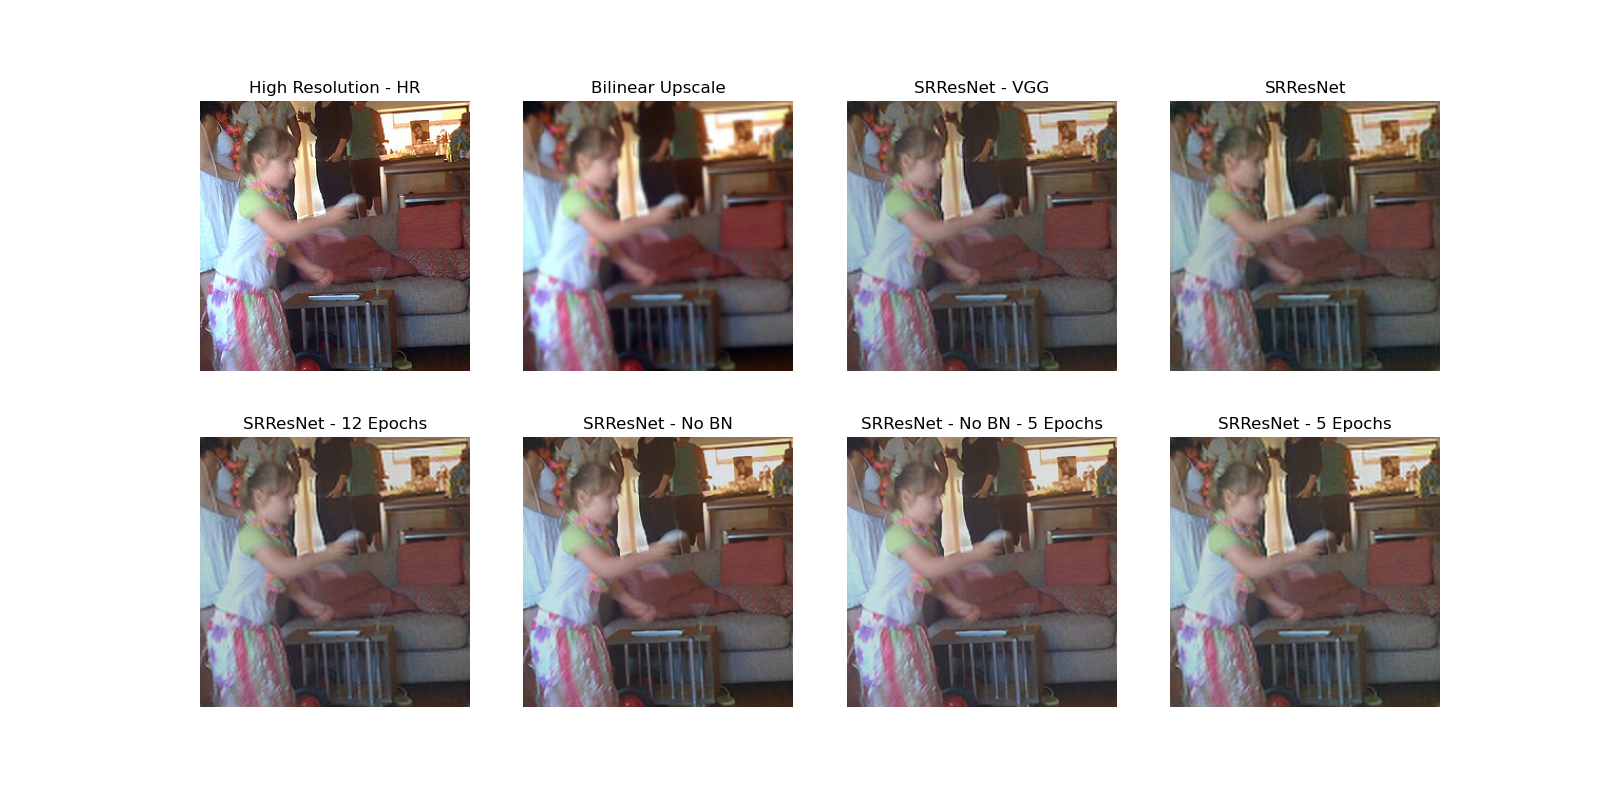 High Resolution - HR
Bilinear Upscale
SRResNet - VGG
SRResNet
SRResNet - 12 Epochs
SRResNet - No BN
SRResNet - No BN - 5 Epochs
SRResNet - 5 Epochs